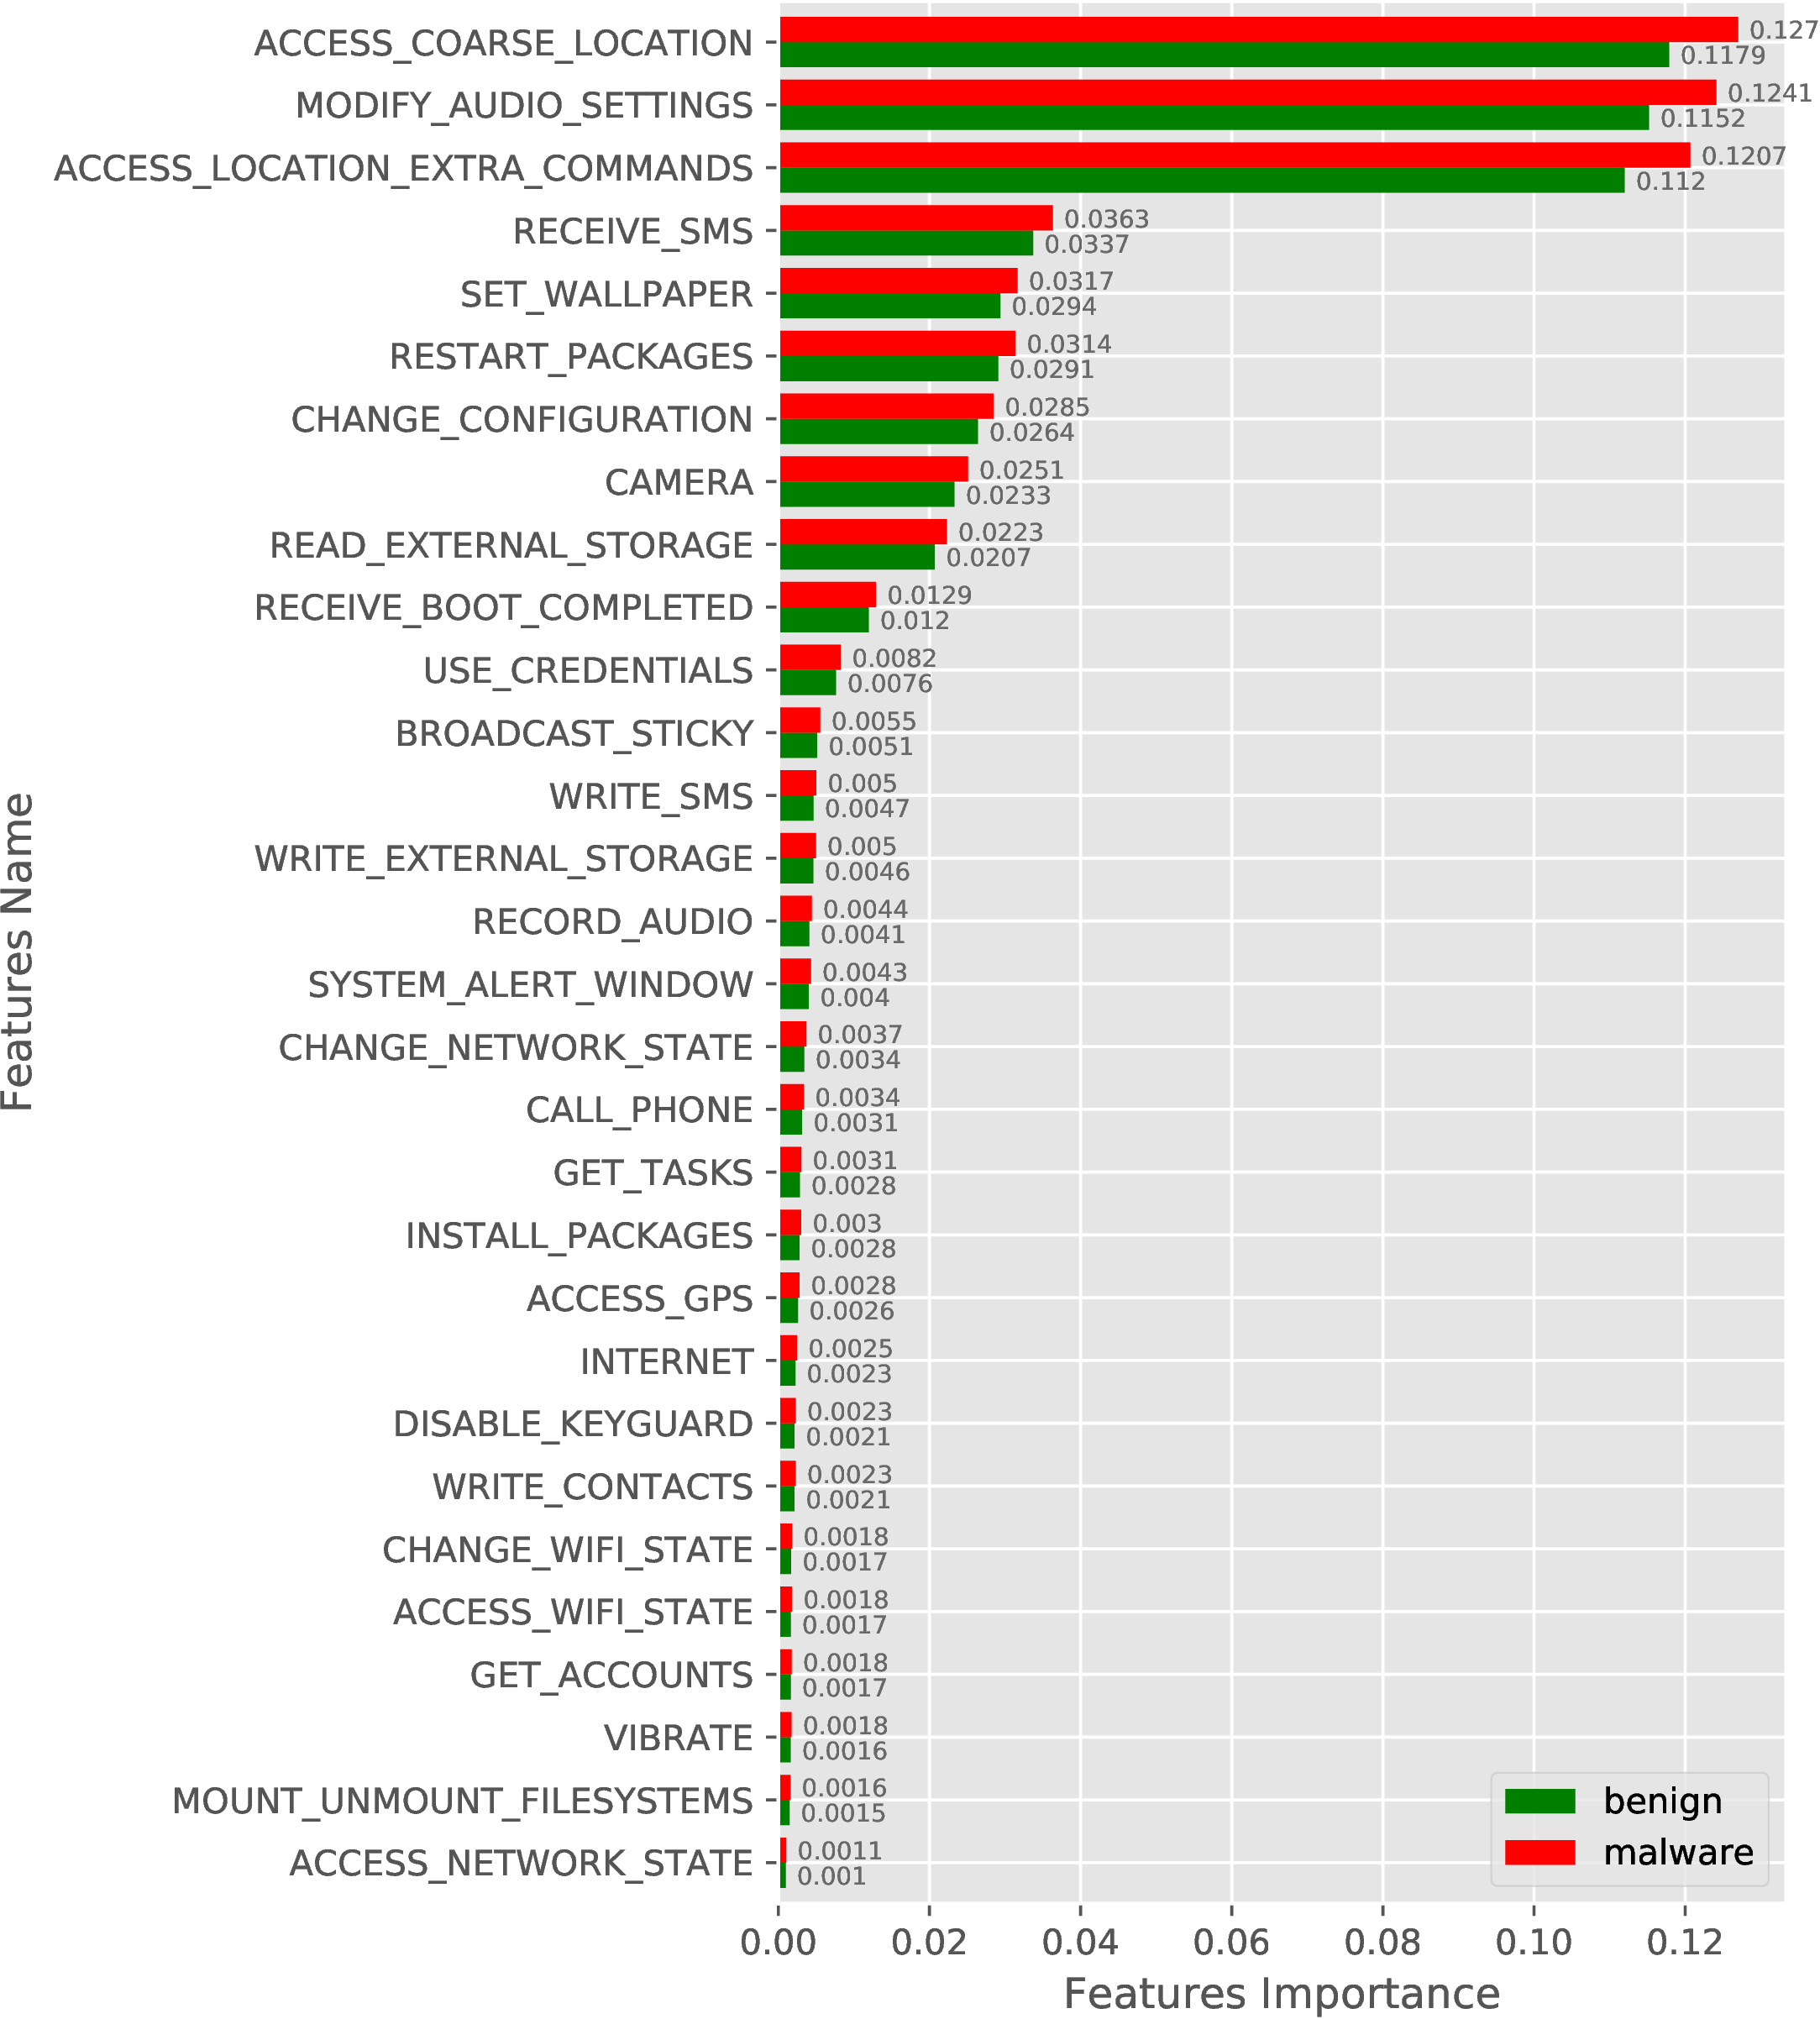 ACCESS_COARSE_LOCATION
0.127
0.1179
MODIFY_AUDIO_SETTINGS
0.1241
0.1152
ACCESS_LOCATION_EXTRA_COMMANDS
0.1207
0.112
RECEIVE_SMS
0.0363
0.0337
SET_WALLPAPER
0.0317
0.0294
RESTART_PACKAGES
0.0314
0.0291
CHANGE_CONFIGURATION
0.0285
0.0264
CAMERA
0.0251
0.0233
READ_EXTERNAL_STORAGE
0.0223
0.0207
RECEIVE_BOOT_COMPLETED
0.0129
0.012
USE_CREDENTIALS
0.0082
0.0076
BROADCAST_STICKY
0.0055
0.0051
WRITE_SMS
0.005
0.0047
WRITE_EXTERNAL_STORAGE
0.005
0.0046
RECORD_AUDIO
0.0044
0.0041
SYSTEM_ALERT_WINDOW
0.0043
0.004
CHANGE_NETWORK_STATE
0.0037
0.0034
CALL_PHONE
0.0034
0.0031
GET_TASKS
0.0031
0.0028
INSTALL_PACKAGES
0.003
0.0028
ACCESS_GPS
0.0028
0.0026
INTERNET
0.0025
0.0023
DISABLE_KEYGUARD
0.0023
0.0021
WRITE_CONTACTS
0.0023
0.0021
CHANGE_WIFI_STATE
0.0018
0.0017
ACCESS_WIFI_STATE
0.0018
0.0017
GET_ACCOUNTS
0.0018
0.0017
VIBRATE
0.0018
0.0016
MOUNT_UNMOUNT_FILESYSTEMS
0.0016
0.0015
ACCESS_NETWORK_STATE
0.0011
0.001
Features Name
benign
malware
0.00 0.02 0.04 0.06 0.08 0.10 0.12
Features Importance